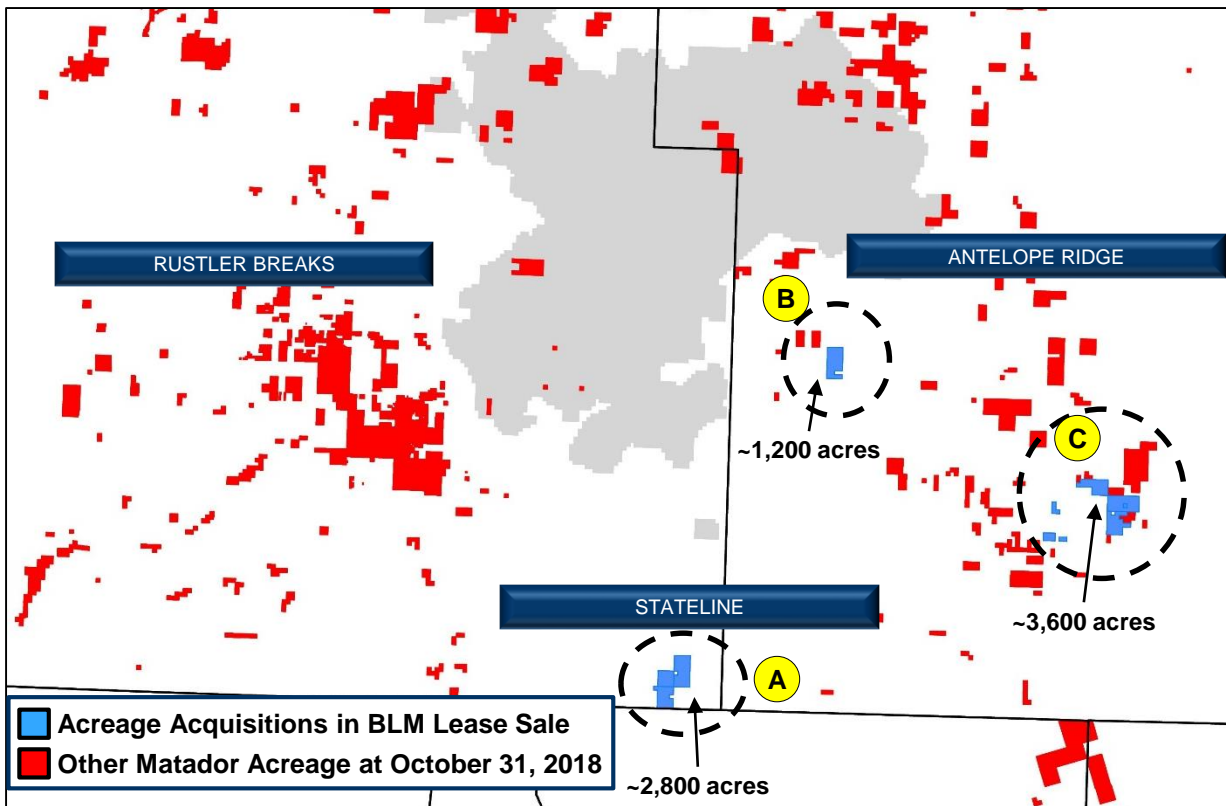 RUSTLER BREAKS
ANTELOPE RIDGE
B
~1,200 acres
C
~3,600 acres
STATELINE
A
~2,800 acres
Acreage Acquisitions in BLM Lease Sale
Other Matador Acreage at October 31, 2018